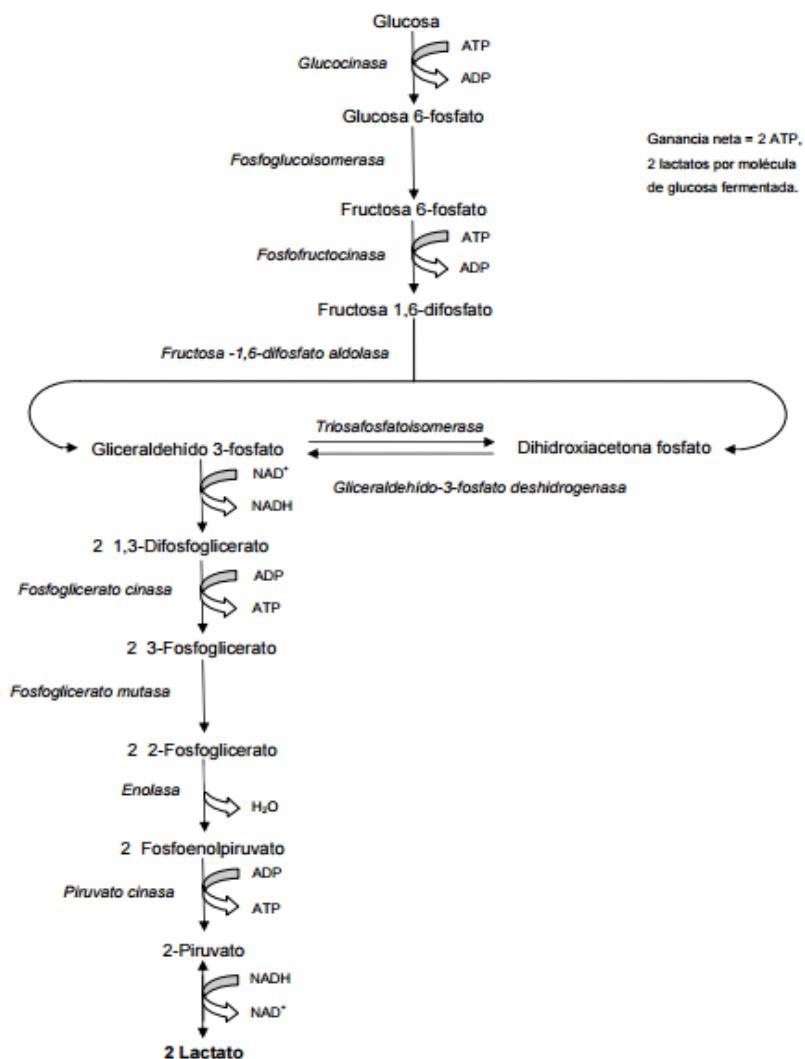 Glucosa
ATP
Glucocinasa
ADP
Glucosa 6-fosfato
Ganancia neta = 2 ATP,
2 lactatos por molécula
de glucosa fermentada.
Fosfoglucoisomerasa
Fructosa 6-fosfato
ATP
Fosfofructocinasa
ADP
Fructosa 1,6-difosfato
Fructosa -1,6-difosfato aldolasa
Triosafosfatoisomerasa
Gliceraldehido 3-fosfato
Dihidroxiacetona fosfato
NAD⁺
Gliceraldehido-3-fosfato deshidrogenasa
NADH
2 1,3-Difosfoglicerato
ADP
Fosfoglicerato cinasa
ATP
2 3-Fosfoglicerato
Fosfoglicerato mutasa
2 2-Fosfoglicerato
Enolasa
H₂O
2 Fosfoenolpiruvato
ADP
Piruvato cinasa
ATP
2-Piruvato
NADH
NAD⁺
2 Lactato